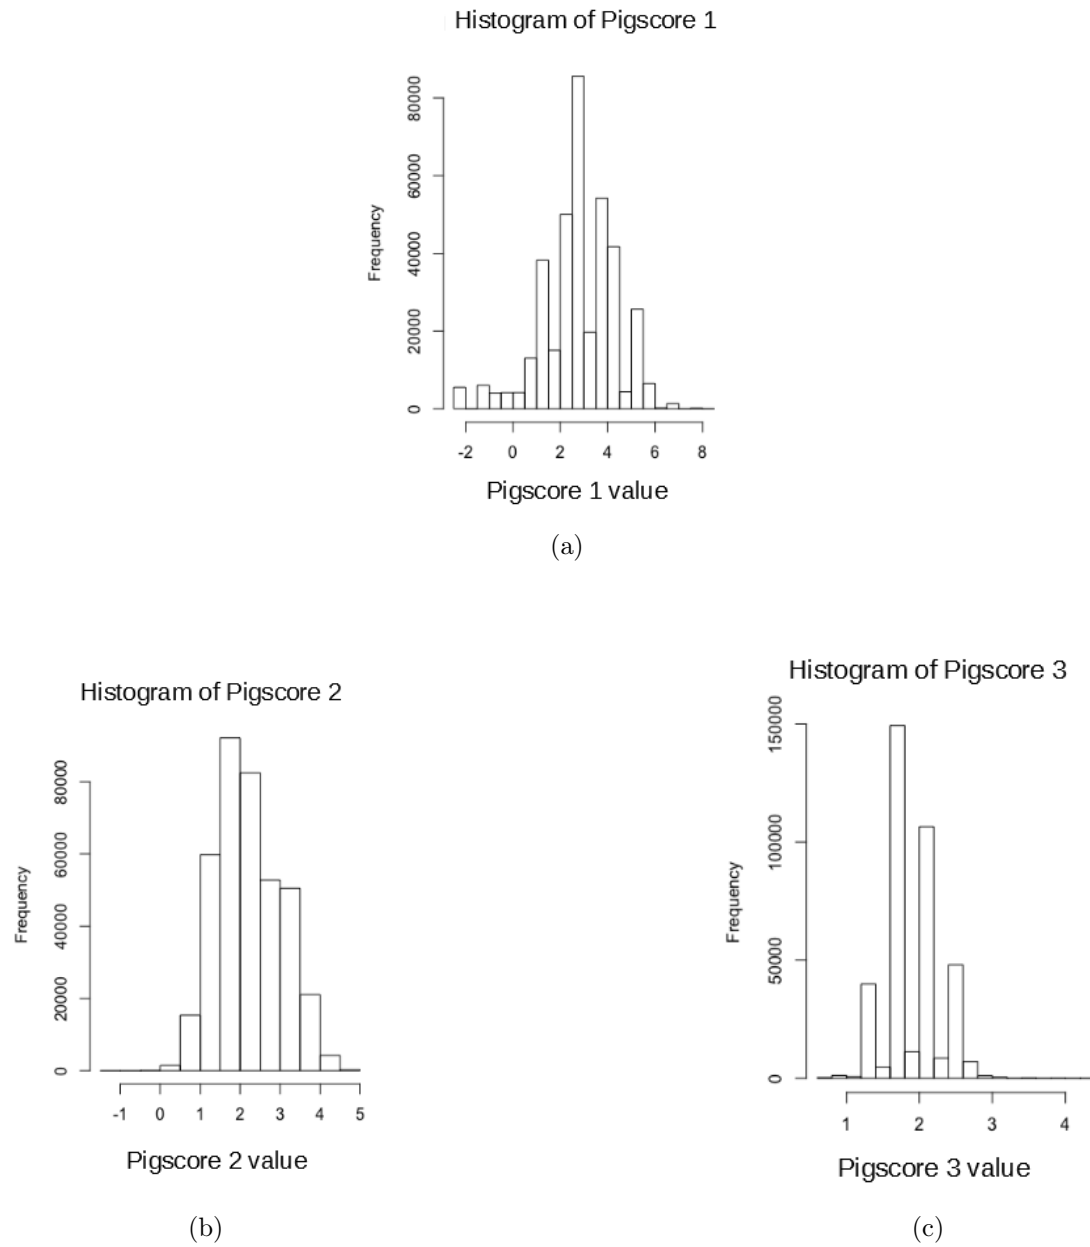 Histogram of Pigscore 1
Frequency
0 20000 40000 60000 80000
-2 0 2 4 6 8
Pigscore 1 value
(a)
Histogram of Pigscore 2
Frequency
0 20000 40000 60000 80000
-1 0 1 2 3 4 5
Pigscore 2 value
(b)
Histogram of Pigscore 3
Frequency
0 50000 100000 150000
1 2 3 4
Pigscore 3 value
(c)